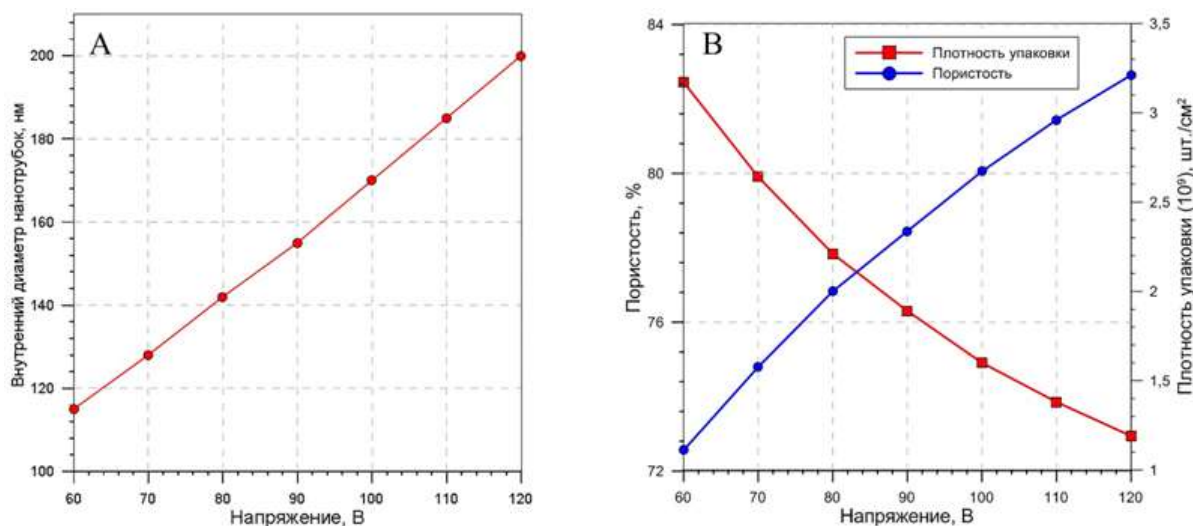 A
Внутренний диаметр нанотрубок, нм
200
180
160
140
120
100
60 70 80 90 100 110 120
Напряжение, В
B
Плотность упаковки
Пористость
Пористость, %
84
80
76
72
60 70 80 90 100 110 120
Напряжение, В
3,5
3
2,5
2
1,5
1
Плотность упаковки (10⁹), шт./см²